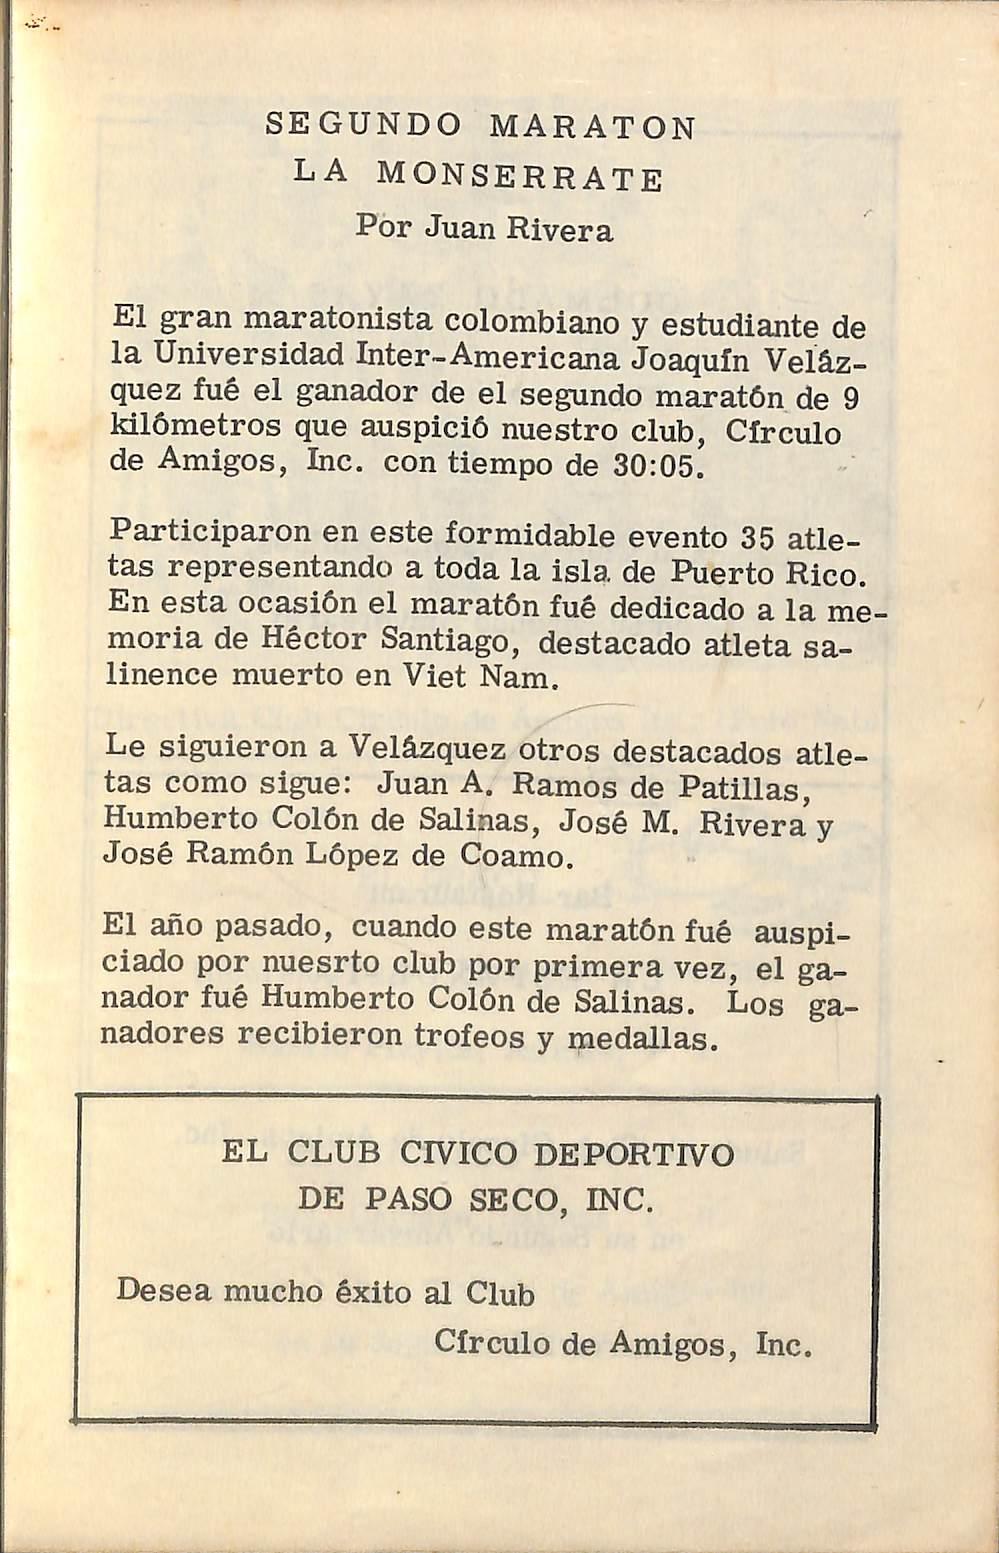 SEGUNDO MARATON
LA MONSERRATE
Por Juan Rivera
El gran maratonista colombiano y estudiante de
la Universidad Inter-Americana Joaquín Veláz-
quez fué el ganador de el segundo maratón de 9
kilómetros que auspició nuestro club, Círculo
de Amigos, Inc. con tiempo de 30:05.
Participaron en este formidable evento 35 atle-
tas representando a toda la isla de Puerto Rico.
En esta ocasión el maratón fué dedicado a la me-
moria de Héctor Santiago, destacado atleta sa-
linence muerto en Viet Nam.
Le siguieron a Velázquez otros destacados atle-
tas como sigue: Juan A. Ramos de Patillas,
Humberto Colón de Salinas, José M. Rivera y
José Ramón López de Coamo.
El año pasado, cuando este maratón fué auspi-
ciado por nuesrto club por primera vez, el ga-
nador fué Humberto Colón de Salinas. Los ga-
nadores recibieron trofeos y medallas.
EL CLUB CIVICO DEPORTIVO
DE PASO SECO, INC.
Desea mucho éxito al Club
Círculo de Amigos, Inc.